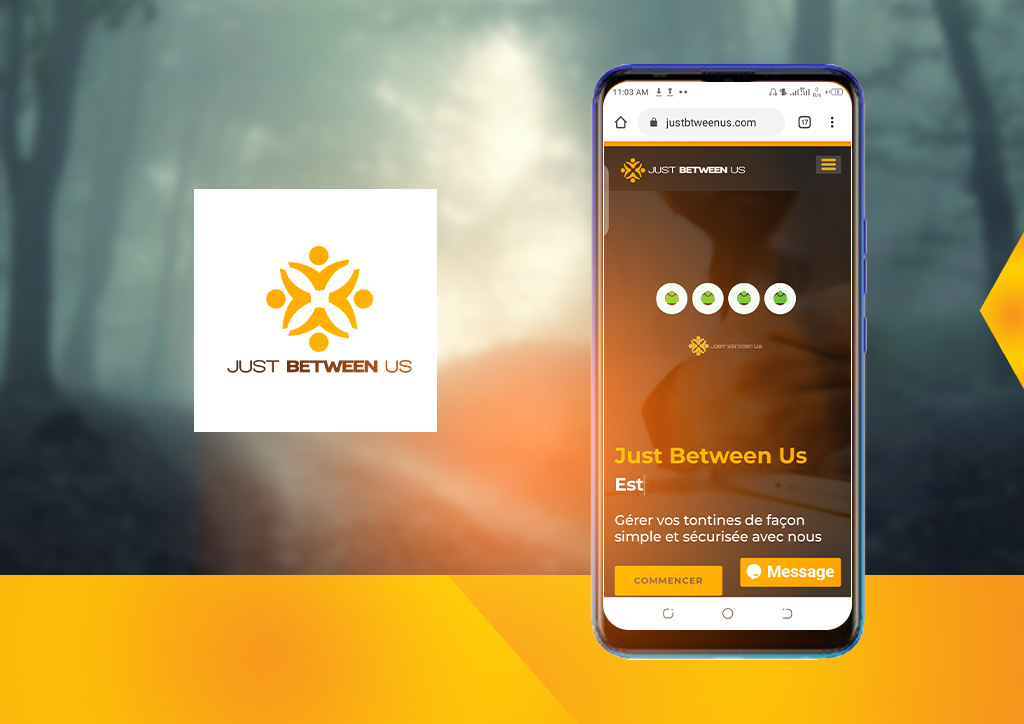 JUST BETWEEN US
11:03 AM
justbtweenus.com
17
JUST BETWEEN US
JUST BETWEEN US
Just Between Us
Est
Gérer vos tontines de façon
simple et sécurisée avec nous
COMMENCER
Message